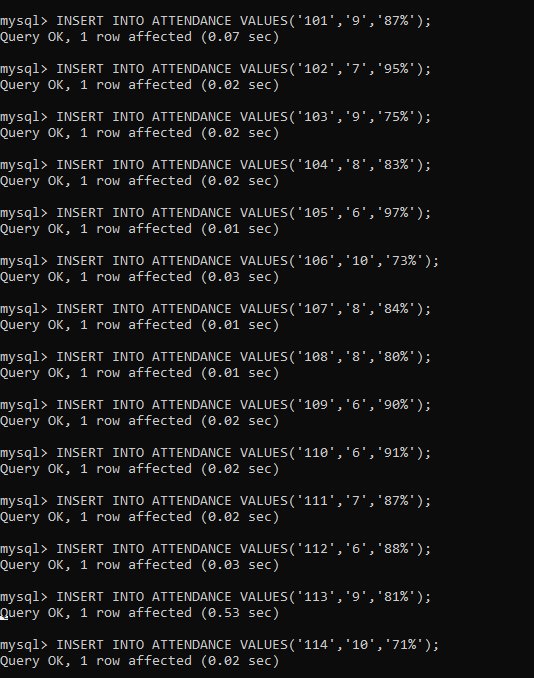 mysql> INSERT INTO ATTENDANCE VALUES('101','9','87%');
Query OK, 1 row affected (0.07 sec)
mysql> INSERT INTO ATTENDANCE VALUES('102','7','95%');
Query OK, 1 row affected (0.02 sec)
mysql> INSERT INTO ATTENDANCE VALUES('103','9','75%');
Query OK, 1 row affected (0.02 sec)
mysql> INSERT INTO ATTENDANCE VALUES('104','8','83%');
Query OK, 1 row affected (0.02 sec)
mysql> INSERT INTO ATTENDANCE VALUES('105','6','97%');
Query OK, 1 row affected (0.01 sec)
mysql> INSERT INTO ATTENDANCE VALUES('106','10','73%');
Query OK, 1 row affected (0.03 sec)
mysql> INSERT INTO ATTENDANCE VALUES('107','8','84%');
Query OK, 1 row affected (0.01 sec)
mysql> INSERT INTO ATTENDANCE VALUES('108','8','80%');
Query OK, 1 row affected (0.01 sec)
mysql> INSERT INTO ATTENDANCE VALUES('109','6','90%');
Query OK, 1 row affected (0.02 sec)
mysql> INSERT INTO ATTENDANCE VALUES('110','6','91%');
Query OK, 1 row affected (0.02 sec)
mysql> INSERT INTO ATTENDANCE VALUES('111','7','87%');
Query OK, 1 row affected (0.02 sec)
mysql> INSERT INTO ATTENDANCE VALUES('112','6','88%');
Query OK, 1 row affected (0.03 sec)
mysql> INSERT INTO ATTENDANCE VALUES('113','9','81%');
Query OK, 1 row affected (0.53 sec)
mysql> INSERT INTO ATTENDANCE VALUES('114','10','71%');
Query OK, 1 row affected (0.02 sec)